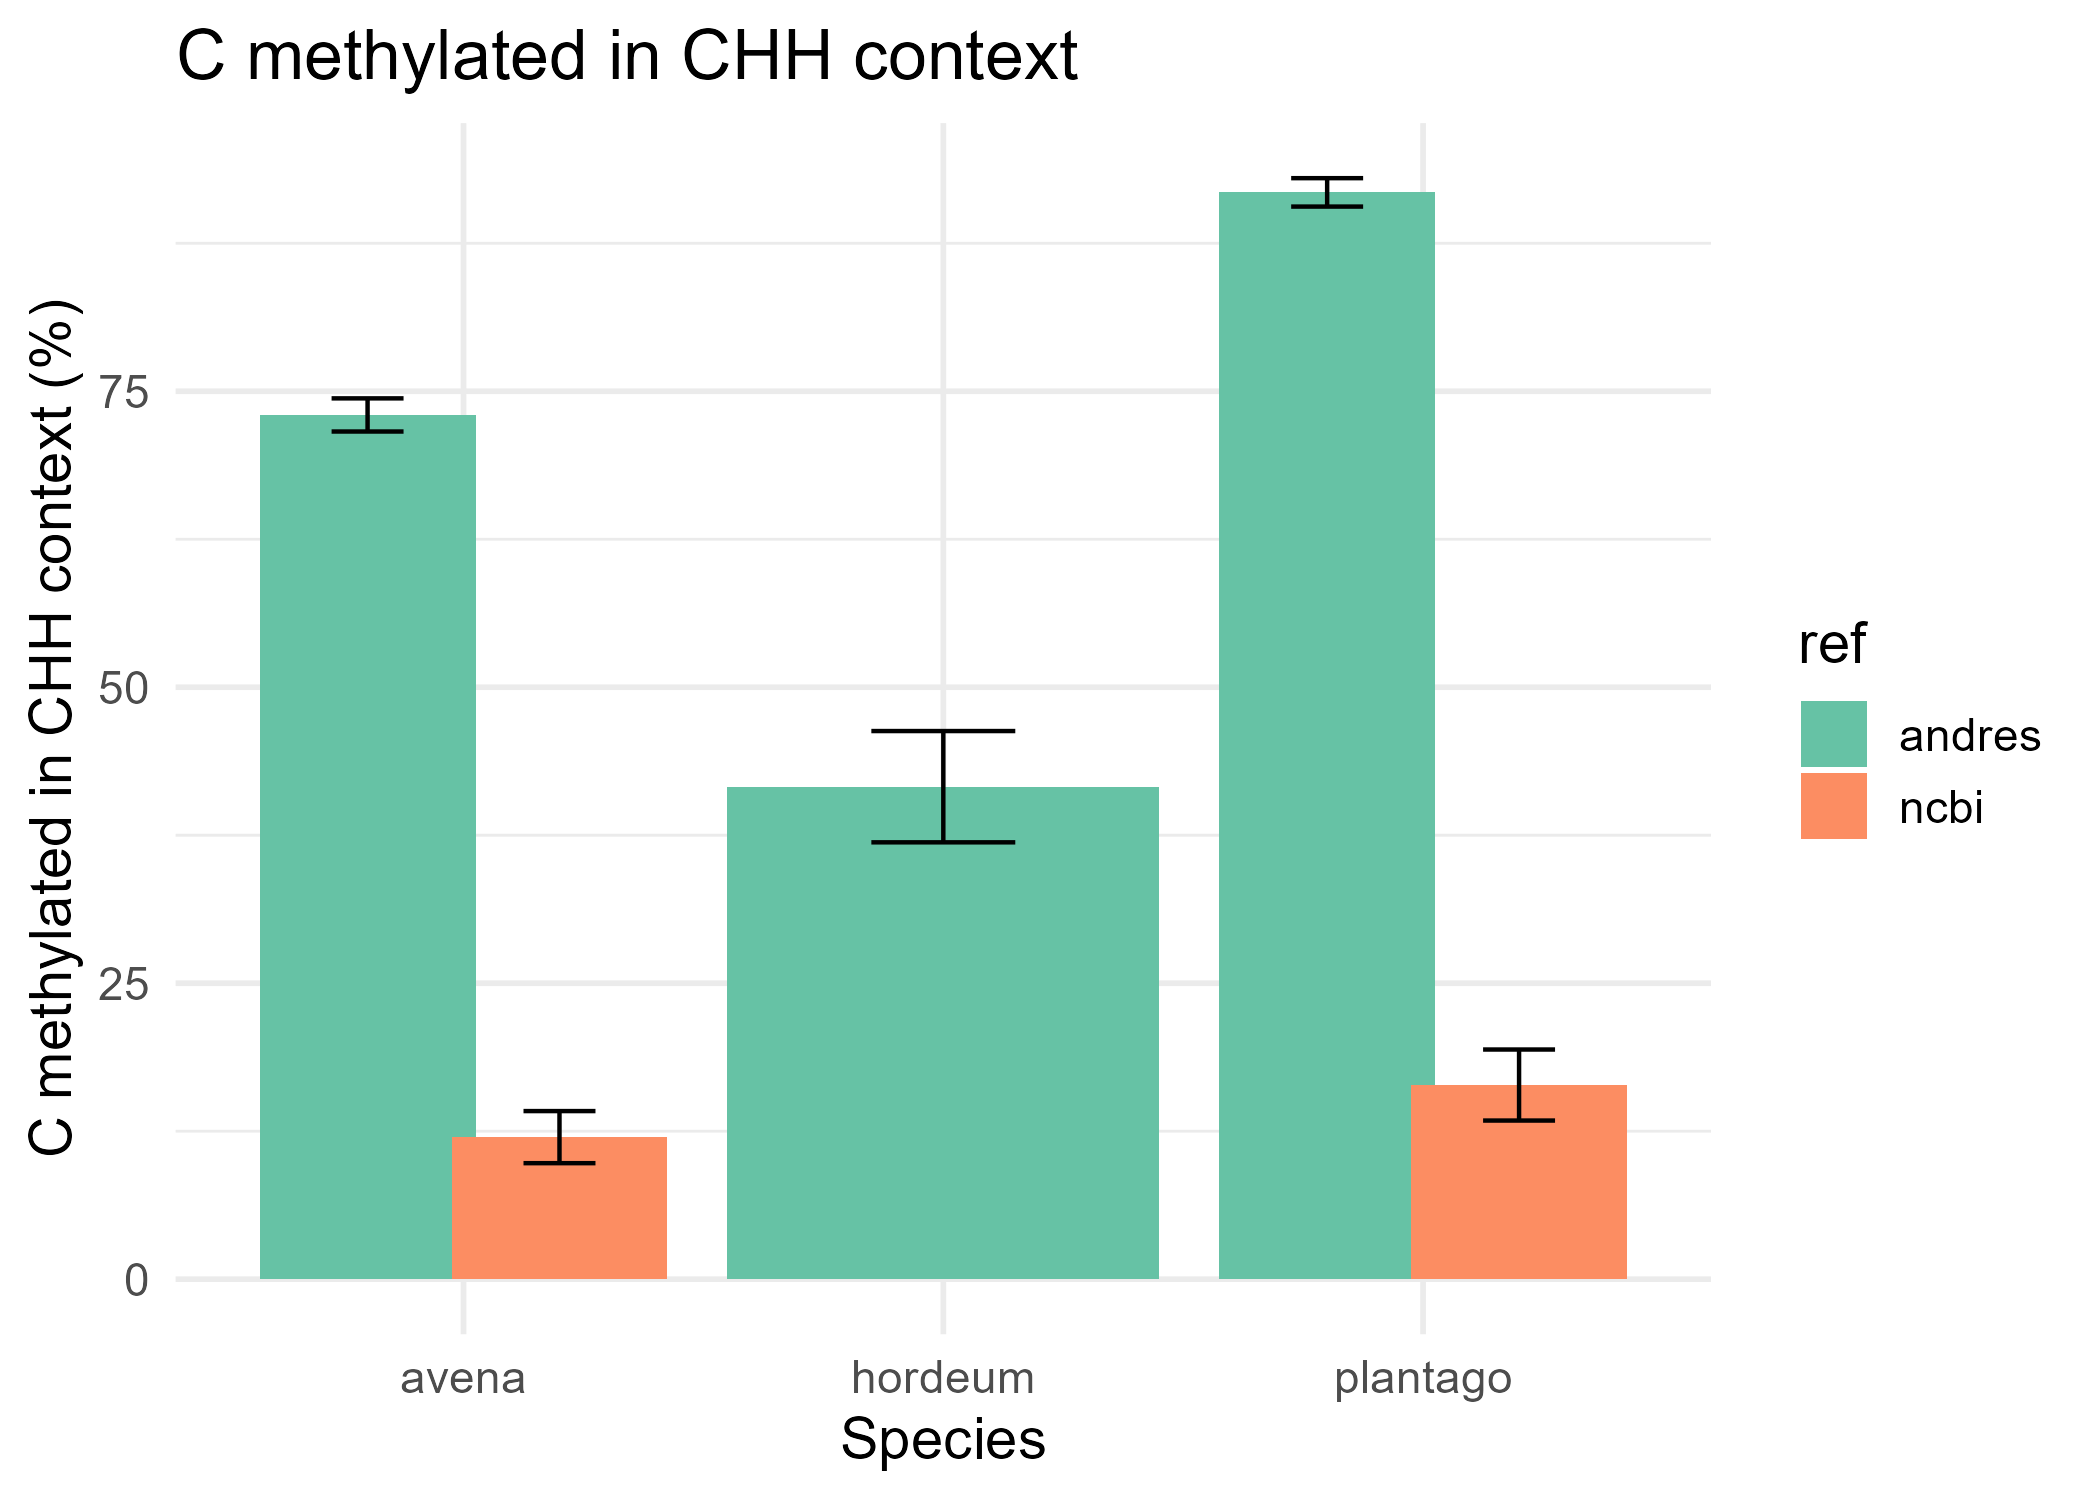 C methylated in CHH context
C methylated in CHH context (%)
75
50
25
0
avena
hordeum
plantago
Species
ref
andres
ncbi